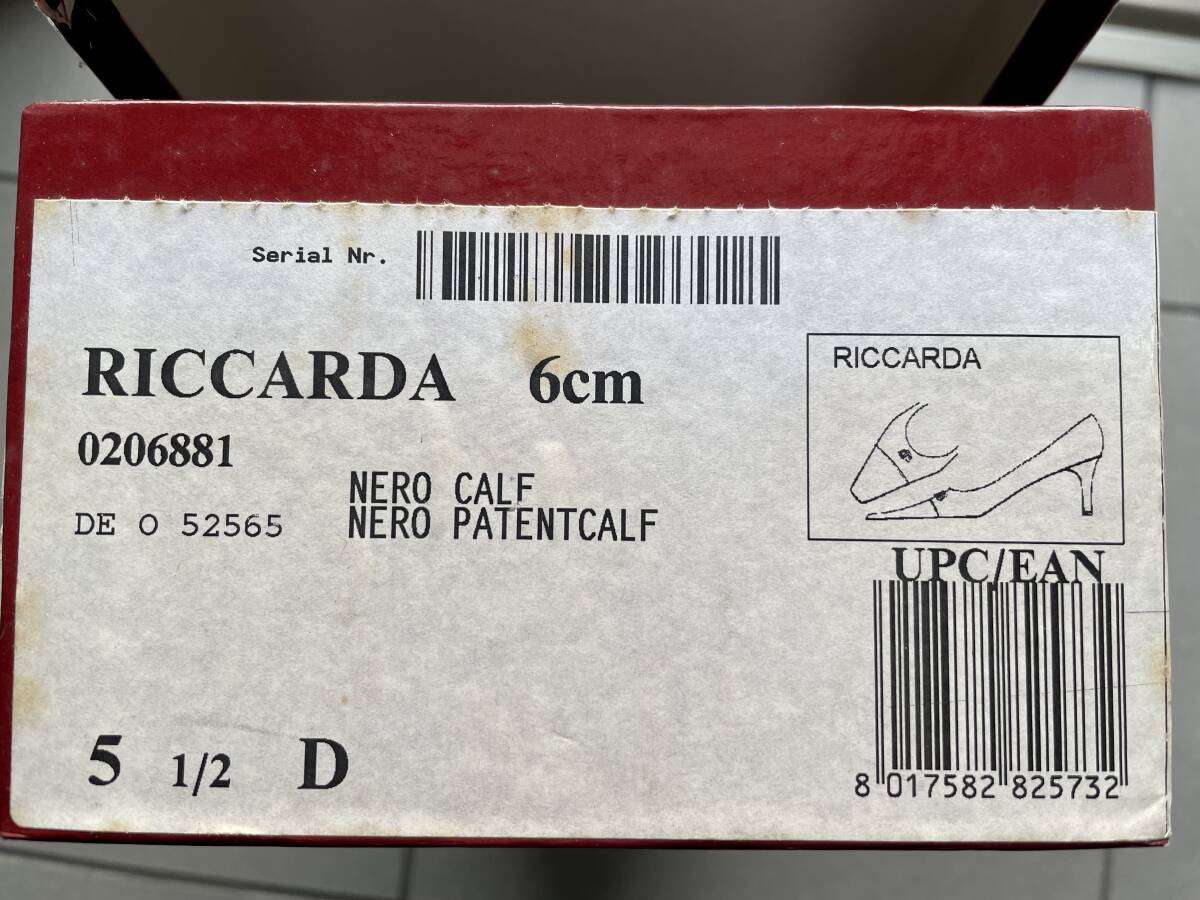 Serial Nr.
RICCARDA 6cm
RICCARDA
0206881
NERO CALF
DE O 52565 NERO PATENTCALF
UPC/EAN
5 1/2 D
8 017582 825732